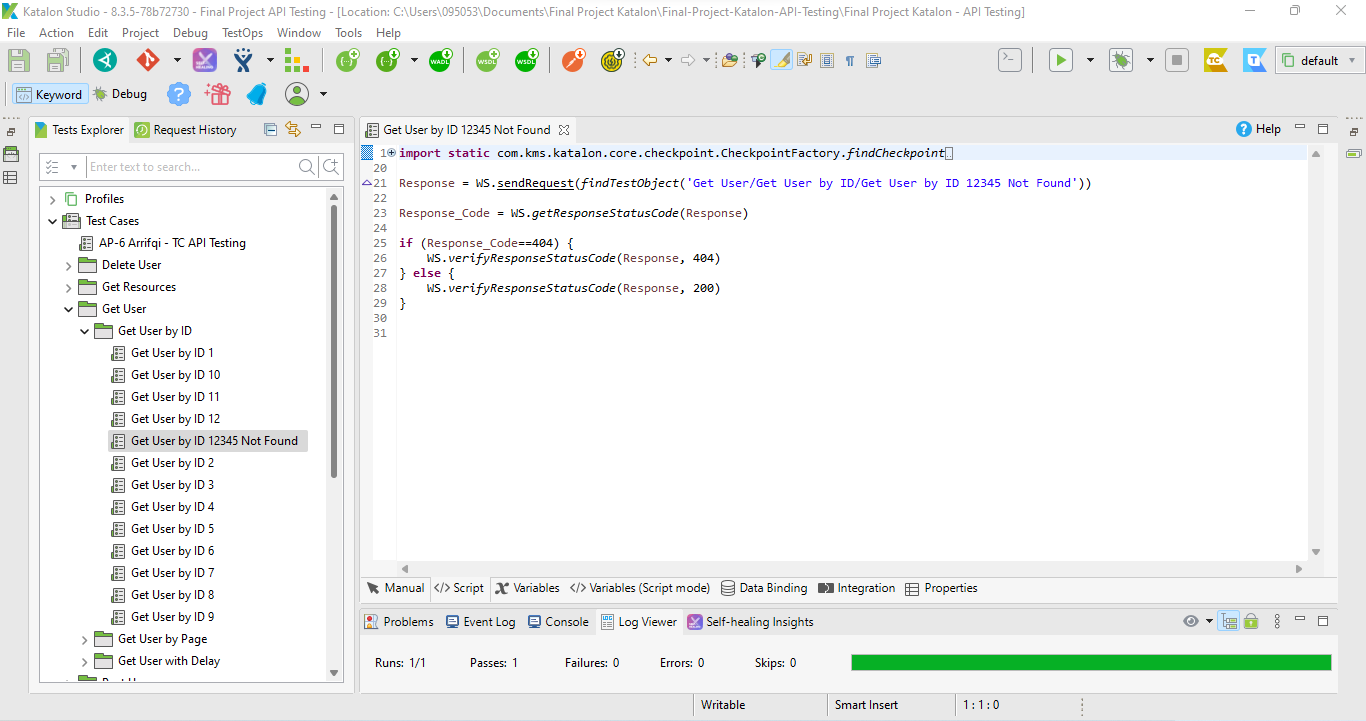 Katalon Studio - 8.3.5-78b72730 - Final Project API Testing - [Location: C:\Users\095053\Documents\Final Project Katalon\Final-Project-Katalon-API-Testing\Final Project Katalon - API Testing]
File Action Edit Project Debug TestOps Window Tools Help
WADL WSDL WSDL TC T default
Keyword Debug
Tests Explorer Request History
Enter text to search...
Profiles
Test Cases
AP-6 Arrifqi - TC API Testing
Delete User
Get Resources
Get User
Get User by ID
Get User by ID 1
Get User by ID 10
Get User by ID 11
Get User by ID 12
Get User by ID 12345 Not Found
Get User by ID 2
Get User by ID 3
Get User by ID 4
Get User by ID 5
Get User by ID 6
Get User by ID 7
Get User by ID 8
Get User by ID 9
Get User by Page
Get User with Delay
Get User by ID 12345 Not Found Help
1 import static com.kms.katalon.core.checkpoint.CheckpointFactory.findCheckpoint
20
21 Response = WS.sendRequest(findTestObject('Get User/Get User by ID/Get User by ID 12345 Not Found'))
22
23 Response_Code = WS.getResponseStatusCode(Response)
24
25 if (Response_Code==404) {
26 WS.verifyResponseStatusCode(Response, 404)
27 } else {
28 WS.verifyResponseStatusCode(Response, 200)
29 }
30
31
Manual </> Script Variables </> Variables (Script mode) Data Binding Integration Properties
Problems Event Log Console Log Viewer Self-healing Insights
Runs: 1/1 Passes: 1 Failures: 0 Errors: 0 Skips: 0
Writable Smart Insert 1 : 1 : 0